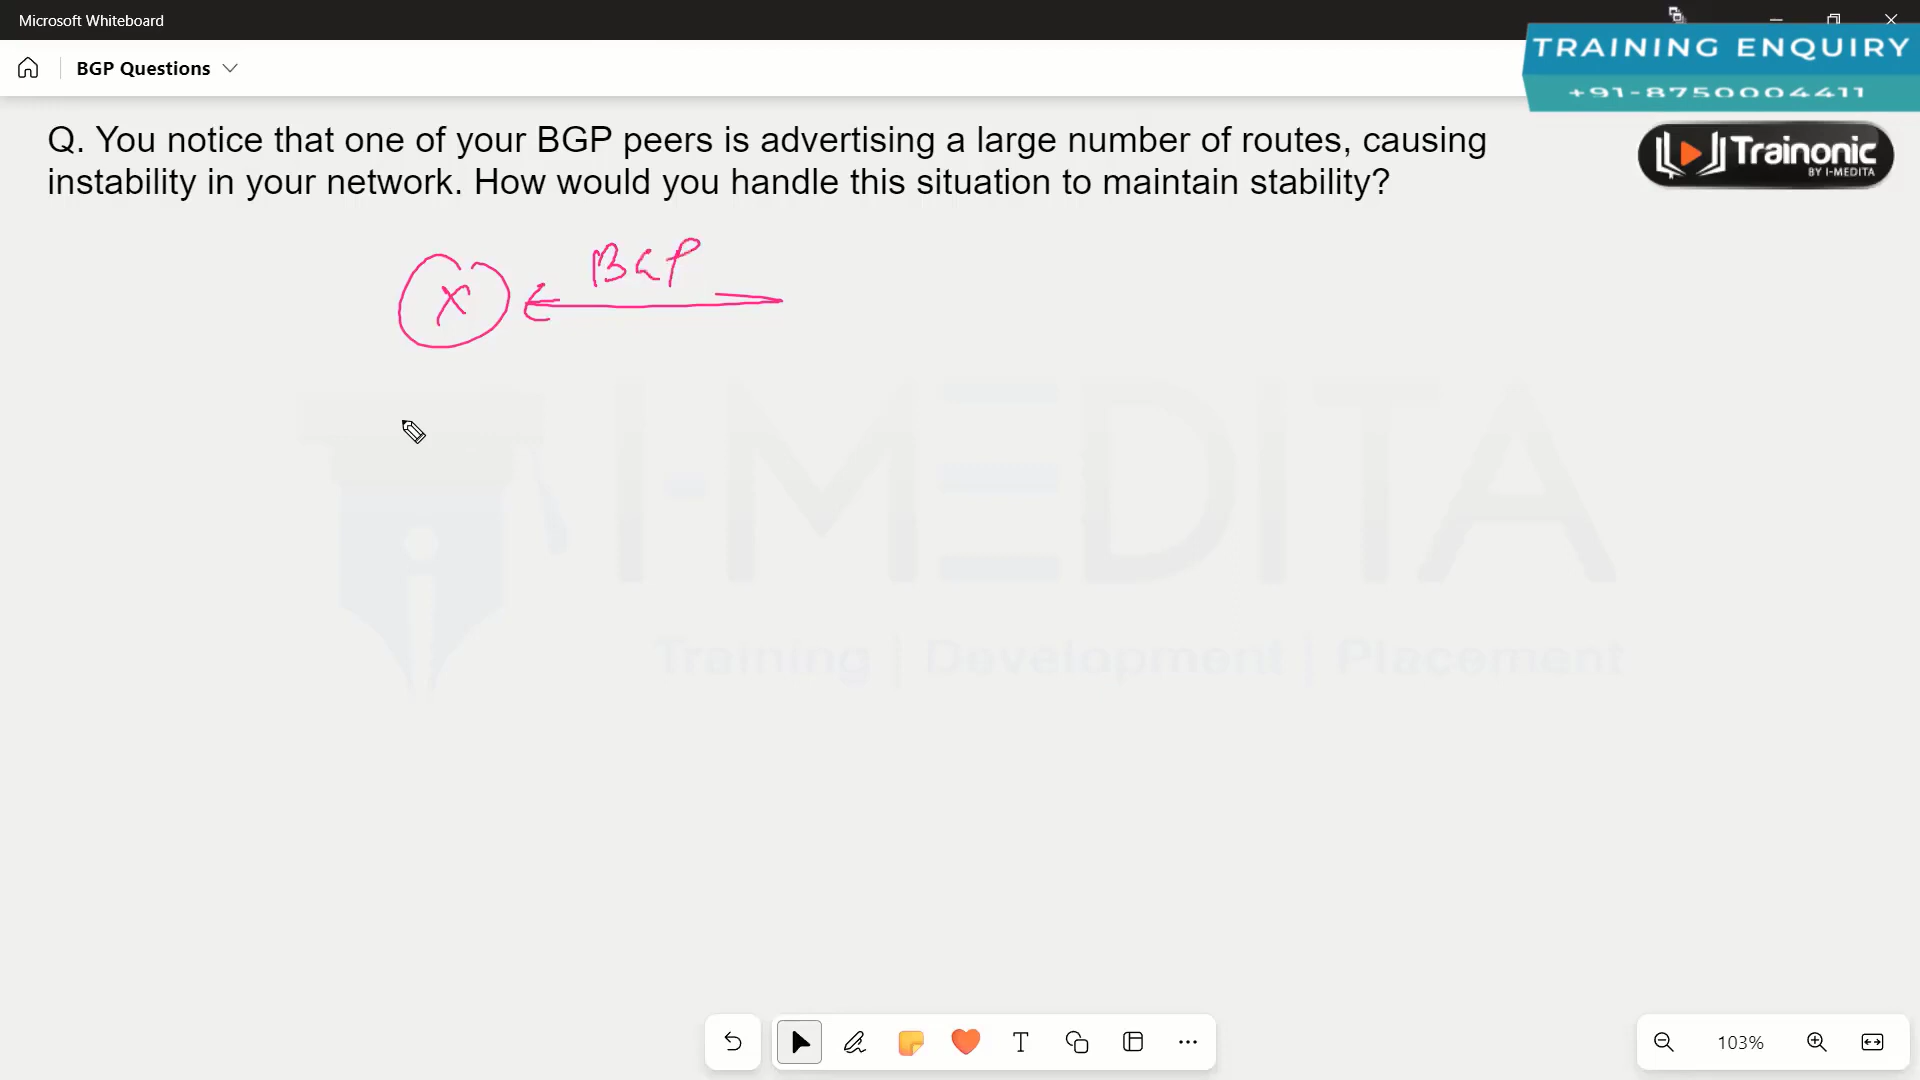 Microsoft Whiteboard
BGP Questions
TRAINING ENQUIRY
+91-8750004411
Trainonic
BY I-MEDITA
Q. You notice that one of your BGP peers is advertising a large number of routes, causing
instability in your network. How would you handle this situation to maintain stability?
BGP
X
I-MEDITA
Training | Development | Placement
T
103%